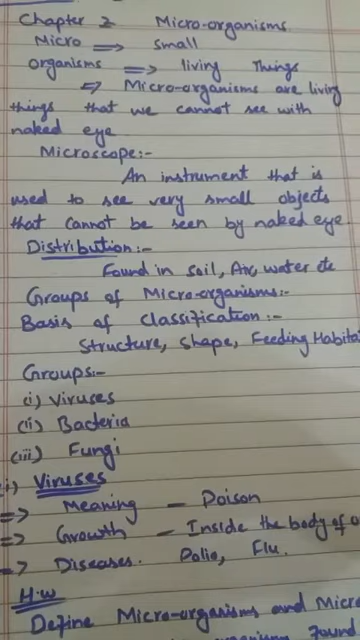 Chapter 2 Micro-organisms.
Micro ⇒ small
organisms ⇒ living things
⇒ Micro-organisms are living
things that we cannot see with
naked eye
Microscope:-
An instrument that is
used to see very small objects
that cannot be seen by naked eye
Distribution:-
Found in soil, Air, water etc
Groups of Micro-organisms:-
Basis of Classification:-
Structure, Shape, Feeding Habitat
Groups:-
(i) Viruses
(ii) Bacteria
(iii) Fungi
i) Viruses
⇒ Meaning — Poison
⇒ Growth — Inside the body of
⇒ Diseases. Polio, Flu.
H.W
Define Micro-organisms and Micro
found